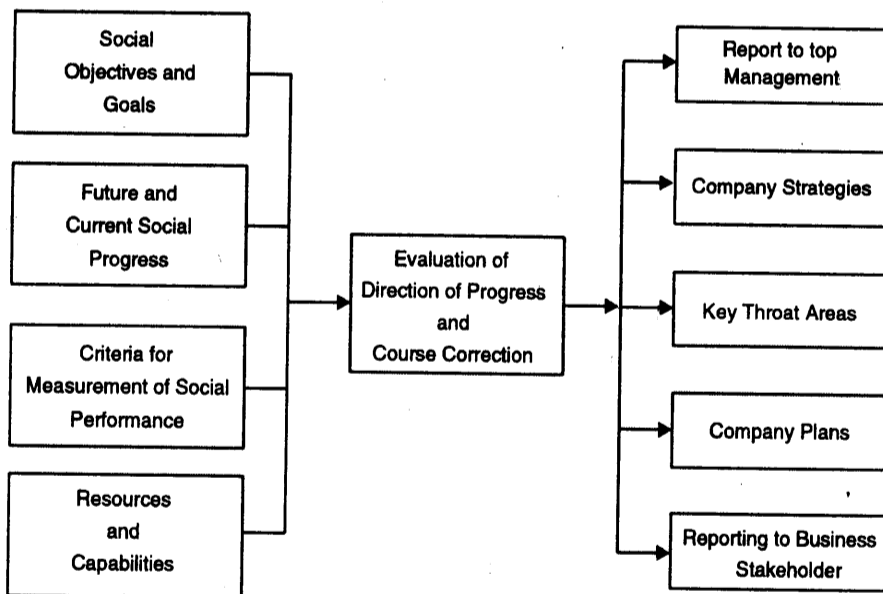 Social
Objectives and
Goals
Future and
Current Social
Progress
Criteria for
Measurement of Social
Performance
Resources
and
Capabilities
Evaluation of
Direction of Progress
and
Course Correction
Report to top
Management
Company Strategies
Key Throat Areas
Company Plans
Reporting to Business
Stakeholder